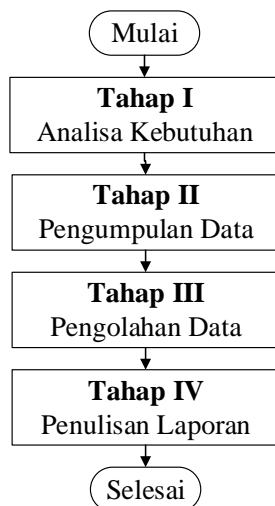 Mulai
Tahap I
Analisa Kebutuhan
Tahap II
Pengumpulan Data
Tahap III
Pengolahan Data
Tahap IV
Penulisan Laporan
Selesai